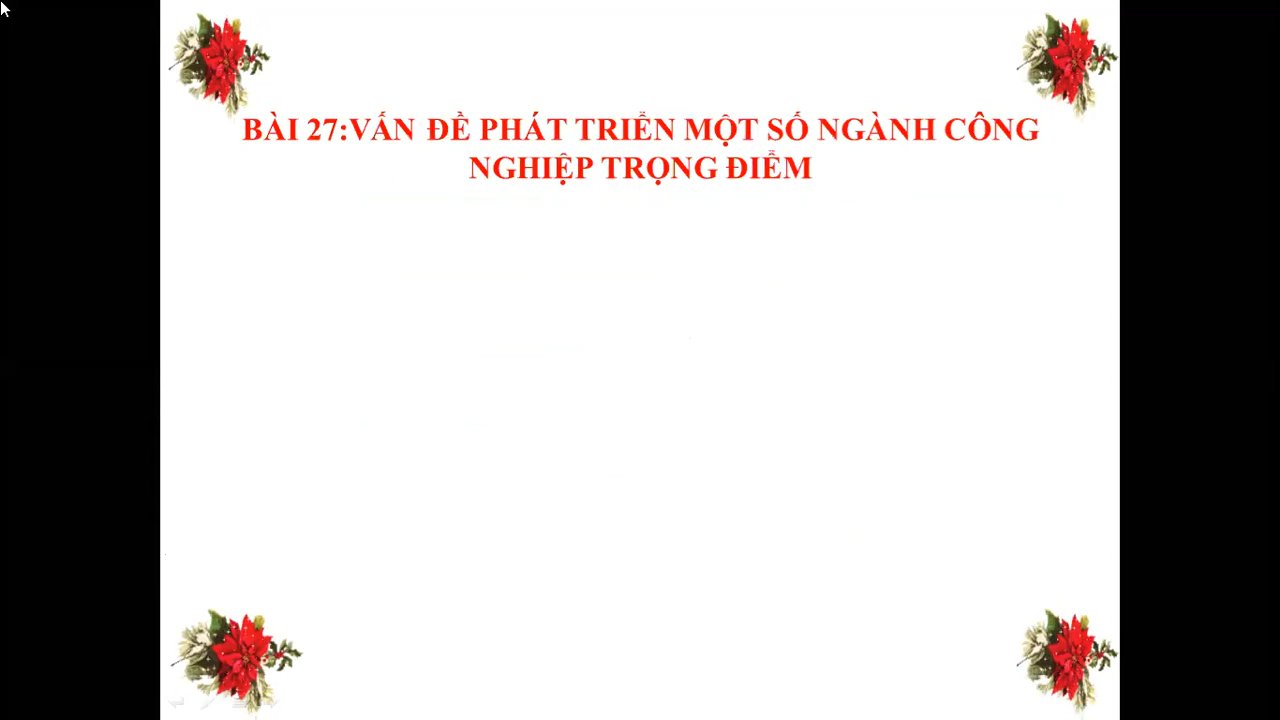 BÀI 27:VẤN ĐỀ PHÁT TRIỂN MỘT SỐ NGÀNH CÔNG
NGHIỆP TRỌNG ĐIỂM